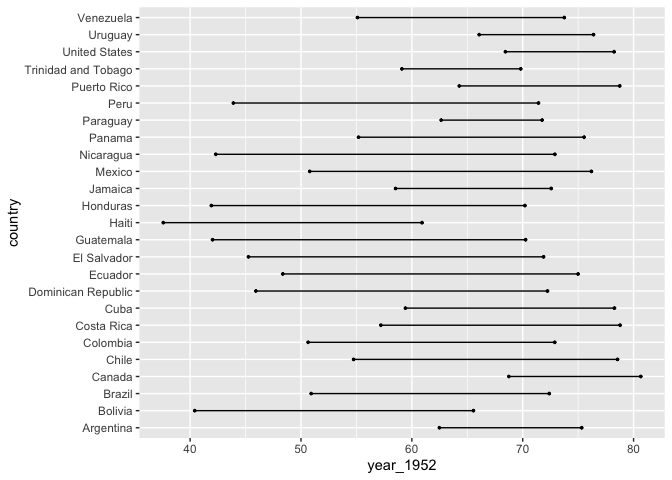 Venezuela
Uruguay
United States
Trinidad and Tobago
Puerto Rico
Peru
Paraguay
Panama
Nicaragua
Mexico
Jamaica
Honduras
Haiti
Guatemala
El Salvador
Ecuador
Dominican Republic
Cuba
Costa Rica
Colombia
Chile
Canada
Brazil
Bolivia
Argentina
country
40 50 60 70 80
year_1952